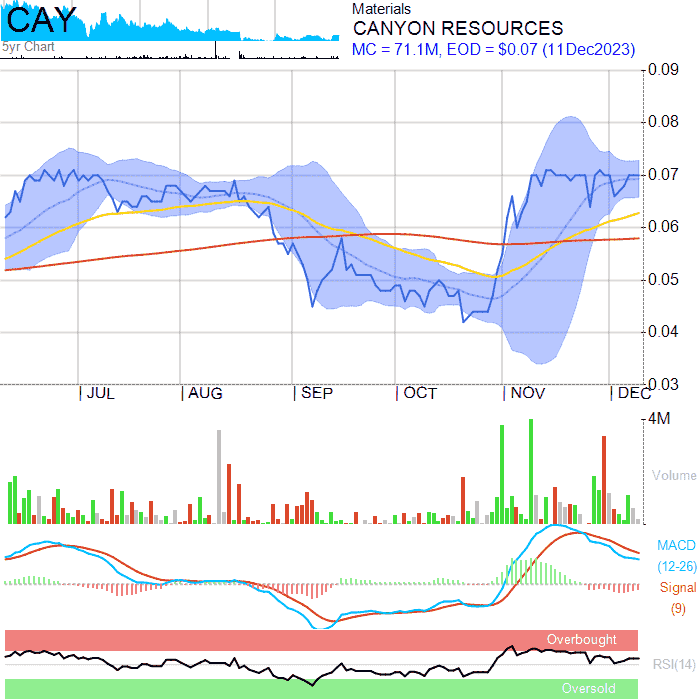 CAY
5yr Chart
Materials
CANYON RESOURCES
MC = 71.1M, EOD = $0.07 (11Dec2023)
0.09
0.08
0.07
0.06
0.05
0.04
0.03
JUL AUG SEP OCT NOV DEC
4M
Volume
MACD
(12-26)
Signal
(9)
Overbought
RSI(14)
Oversold